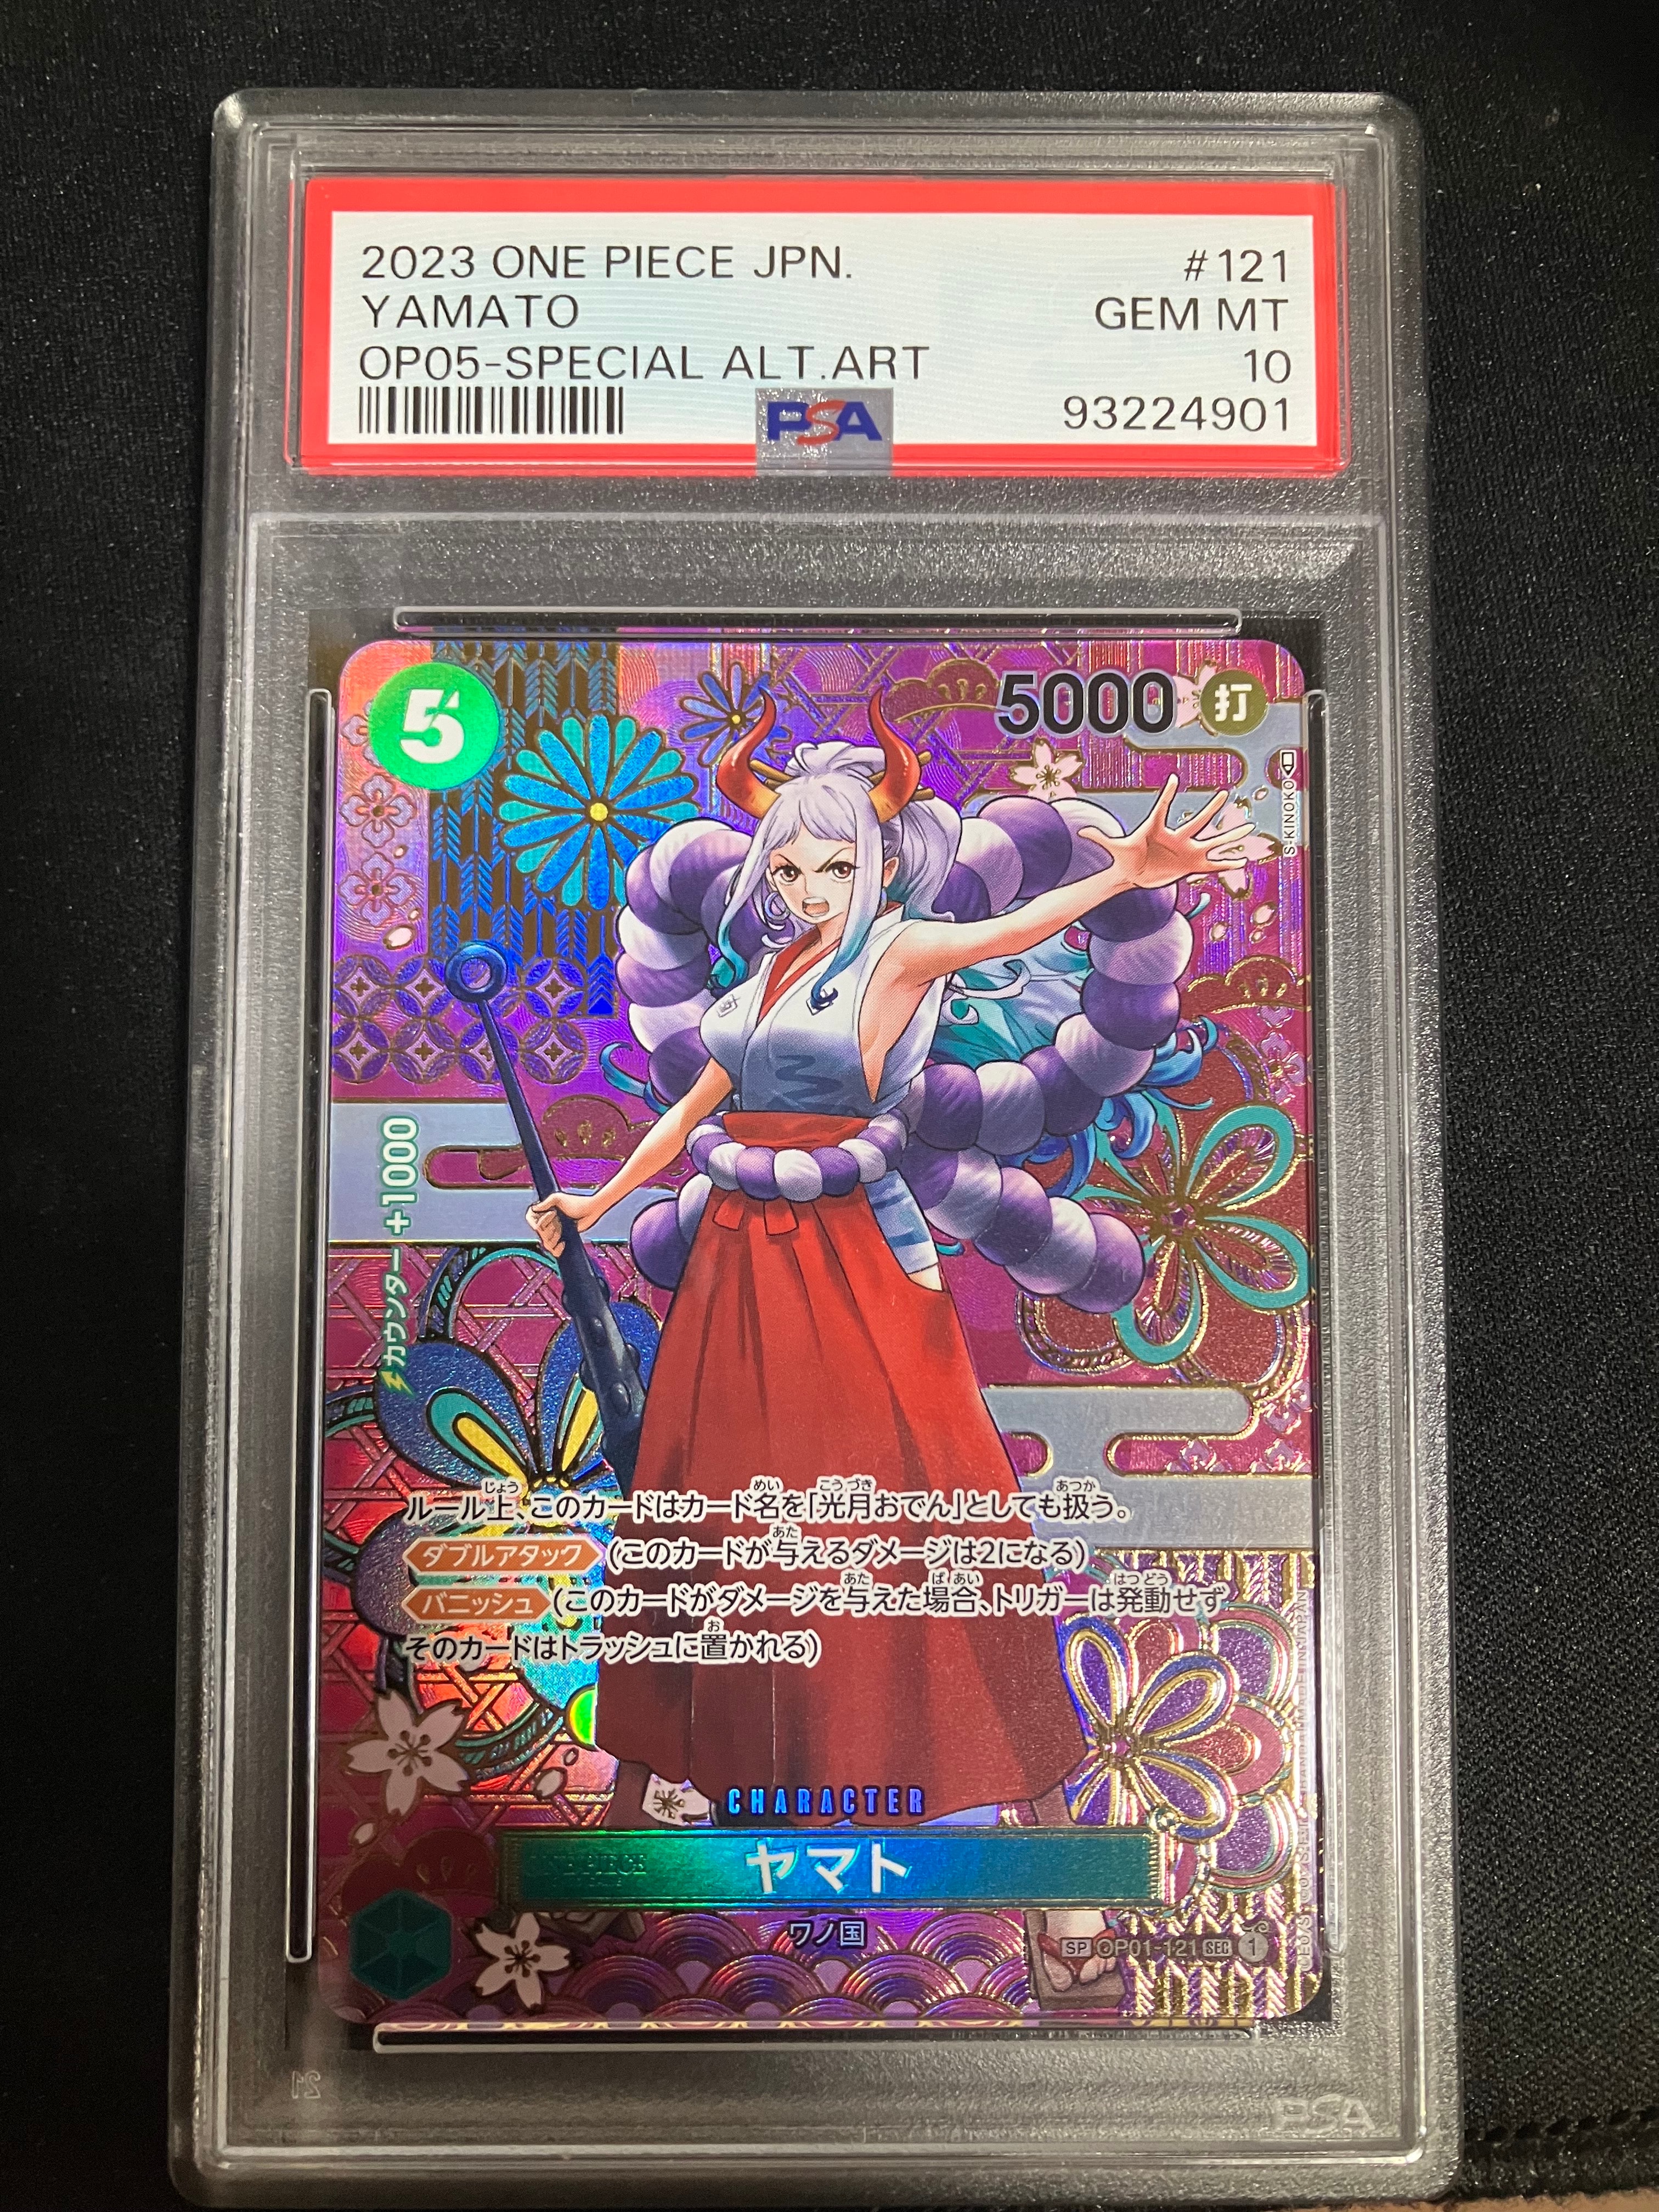 2023 ONE PIECE JPN.
#121
YAMATO
GEM MT
OP05-SPECIAL ALT.ART
10
PSA
93224901
5
5000
打
S-KINOKO
カウンター +1000
ルール上、このカードはカード名を「光月おでん」としても扱う。
ダブルアタック (このカードが与えるダメージは2になる)
バニッシュ (このカードがダメージを与えた場合、トリガーは発動せず
そのカードはトラッシュに置かれる)
CHARACTER
ONE PIECE
ヤマト
ワノ国
SP OP01-121 SEC 1
21
PSA